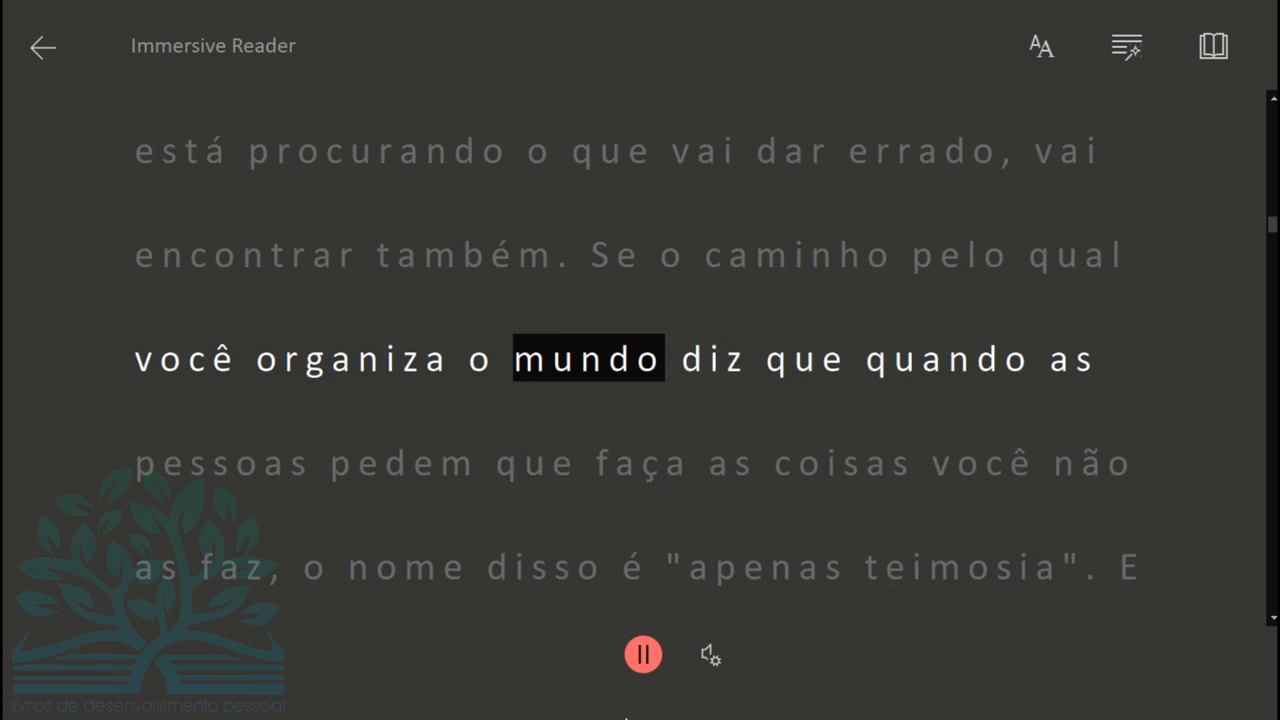 Immersive Reader
está procurando o que vai dar errado, vai
encontrar também. Se o caminho pelo qual
você organiza o mundo diz que quando as
pessoas pedem que faça as coisas você não
as faz, o nome disso é "apenas teimosia". E
livros de desenvolvimento pessoal